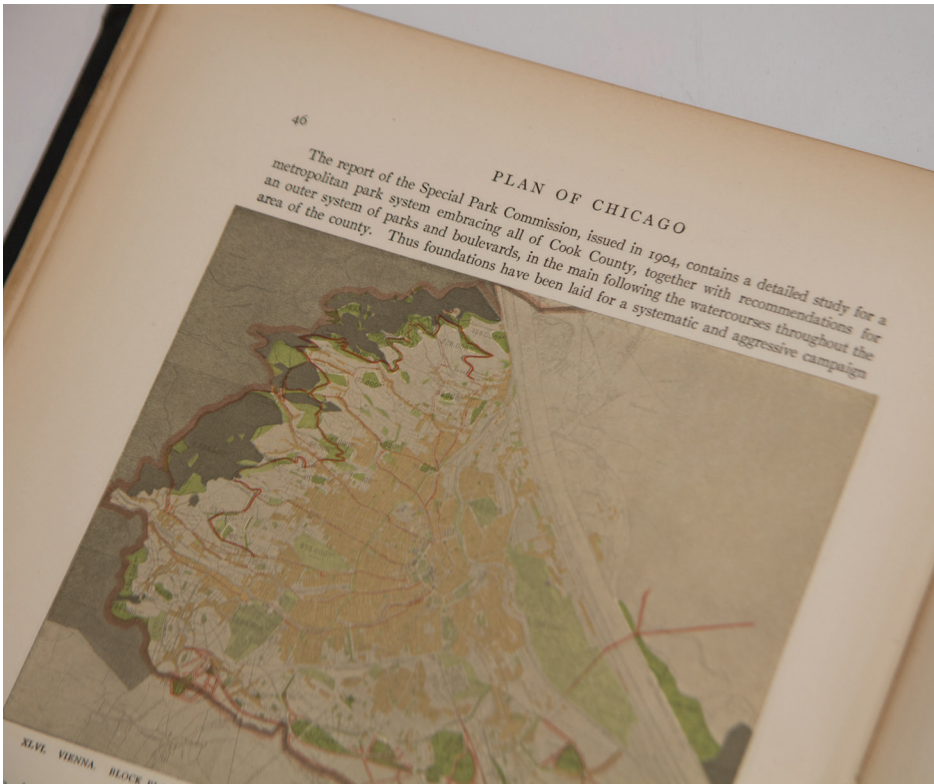 46
PLAN OF CHICAGO
The report of the Special Park Commission, issued in 1904, contains a detailed study for a
metropolitan park system embracing all of Cook County, together with recommendations for
an outer system of parks and boulevards, in the main following the watercourses throughout the
area of the county. Thus foundations have been laid for a systematic and aggressive campaign
XLVI. VIENNA. BLOCK